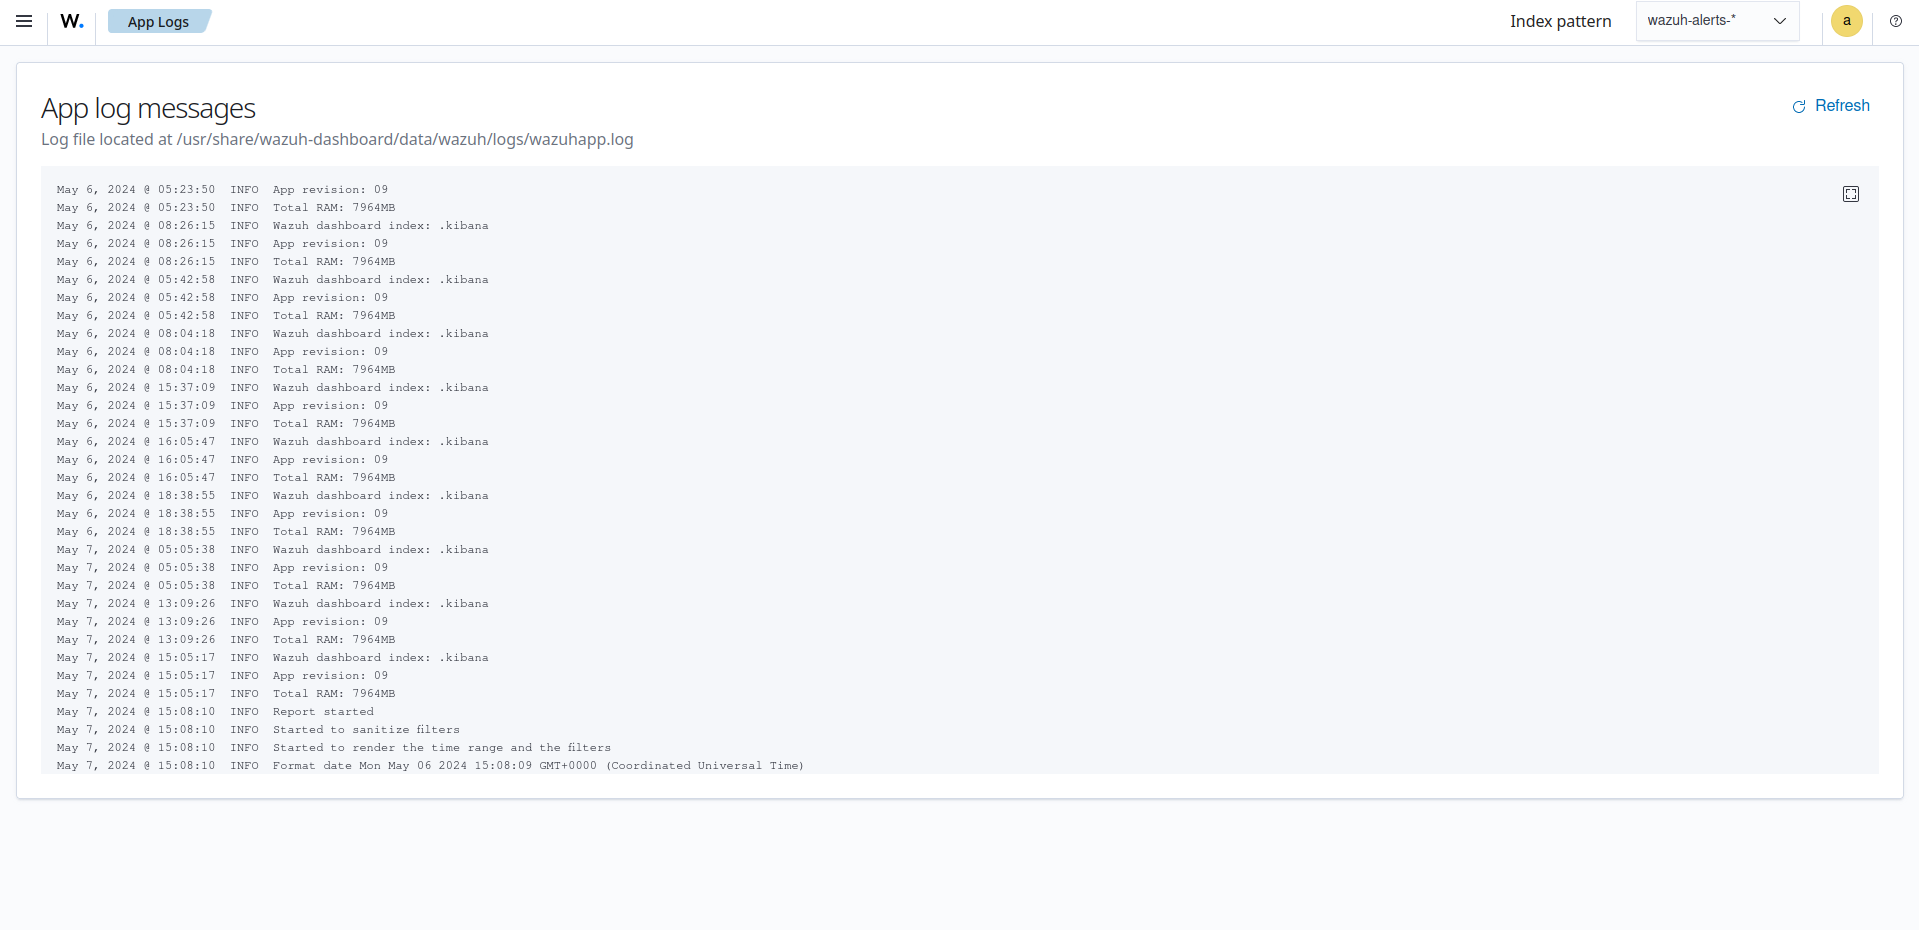 W.
App Logs
Index pattern
wazuh-alerts-*
a
App log messages
Refresh
Log file located at /usr/share/wazuh-dashboard/data/wazuh/logs/wazuhapp.log
May 6, 2024 @ 05:23:50  INFO  App revision: 09
May 6, 2024 @ 05:23:50  INFO  Total RAM: 7964MB
May 6, 2024 @ 08:26:15  INFO  Wazuh dashboard index: .kibana
May 6, 2024 @ 08:26:15  INFO  App revision: 09
May 6, 2024 @ 08:26:15  INFO  Total RAM: 7964MB
May 6, 2024 @ 05:42:58  INFO  Wazuh dashboard index: .kibana
May 6, 2024 @ 05:42:58  INFO  App revision: 09
May 6, 2024 @ 05:42:58  INFO  Total RAM: 7964MB
May 6, 2024 @ 08:04:18  INFO  Wazuh dashboard index: .kibana
May 6, 2024 @ 08:04:18  INFO  App revision: 09
May 6, 2024 @ 08:04:18  INFO  Total RAM: 7964MB
May 6, 2024 @ 15:37:09  INFO  Wazuh dashboard index: .kibana
May 6, 2024 @ 15:37:09  INFO  App revision: 09
May 6, 2024 @ 15:37:09  INFO  Total RAM: 7964MB
May 6, 2024 @ 16:05:47  INFO  Wazuh dashboard index: .kibana
May 6, 2024 @ 16:05:47  INFO  App revision: 09
May 6, 2024 @ 16:05:47  INFO  Total RAM: 7964MB
May 6, 2024 @ 18:38:55  INFO  Wazuh dashboard index: .kibana
May 6, 2024 @ 18:38:55  INFO  App revision: 09
May 6, 2024 @ 18:38:55  INFO  Total RAM: 7964MB
May 7, 2024 @ 05:05:38  INFO  Wazuh dashboard index: .kibana
May 7, 2024 @ 05:05:38  INFO  App revision: 09
May 7, 2024 @ 05:05:38  INFO  Total RAM: 7964MB
May 7, 2024 @ 13:09:26  INFO  Wazuh dashboard index: .kibana
May 7, 2024 @ 13:09:26  INFO  App revision: 09
May 7, 2024 @ 13:09:26  INFO  Total RAM: 7964MB
May 7, 2024 @ 15:05:17  INFO  Wazuh dashboard index: .kibana
May 7, 2024 @ 15:05:17  INFO  App revision: 09
May 7, 2024 @ 15:05:17  INFO  Total RAM: 7964MB
May 7, 2024 @ 15:08:10  INFO  Report started
May 7, 2024 @ 15:08:10  INFO  Started to sanitize filters
May 7, 2024 @ 15:08:10  INFO  Started to render the time range and the filters
May 7, 2024 @ 15:08:10  INFO  Format date Mon May 06 2024 15:08:09 GMT+0000 (Coordinated Universal Time)